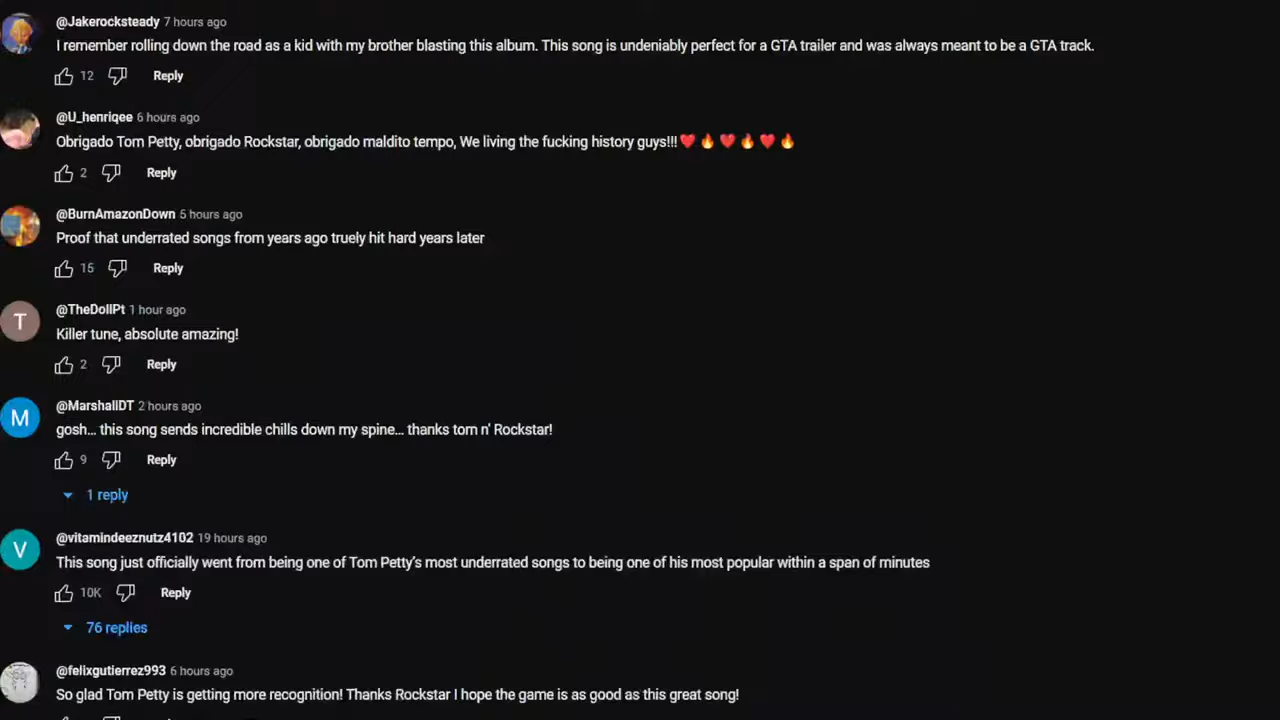 @Jakerocksteady 7 hours ago
I remember rolling down the road as a kid with my brother blasting this album. This song is undeniably perfect for a GTA trailer and was always meant to be a GTA track.
12 Reply
@U_henriqee 6 hours ago
Obrigado Tom Petty, obrigado Rockstar, obrigado maldito tempo, We living the fucking history guys!!!❤️🔥❤️🔥❤️🔥
2 Reply
@BurnAmazonDown 5 hours ago
Proof that underrated songs from years ago truely hit hard years later
15 Reply
T
@TheDollPt 1 hour ago
Killer tune, absolute amazing!
2 Reply
M
@MarshallDT 2 hours ago
gosh... this song sends incredible chills down my spine... thanks tom n' Rockstar!
9 Reply
1 reply
V
@vitamindeeznutz4102 19 hours ago
This song just officially went from being one of Tom Petty's most underrated songs to being one of his most popular within a span of minutes
10K Reply
76 replies
@felixgutierrez993 6 hours ago
So glad Tom Petty is getting more recognition! Thanks Rockstar I hope the game is as good as this great song!